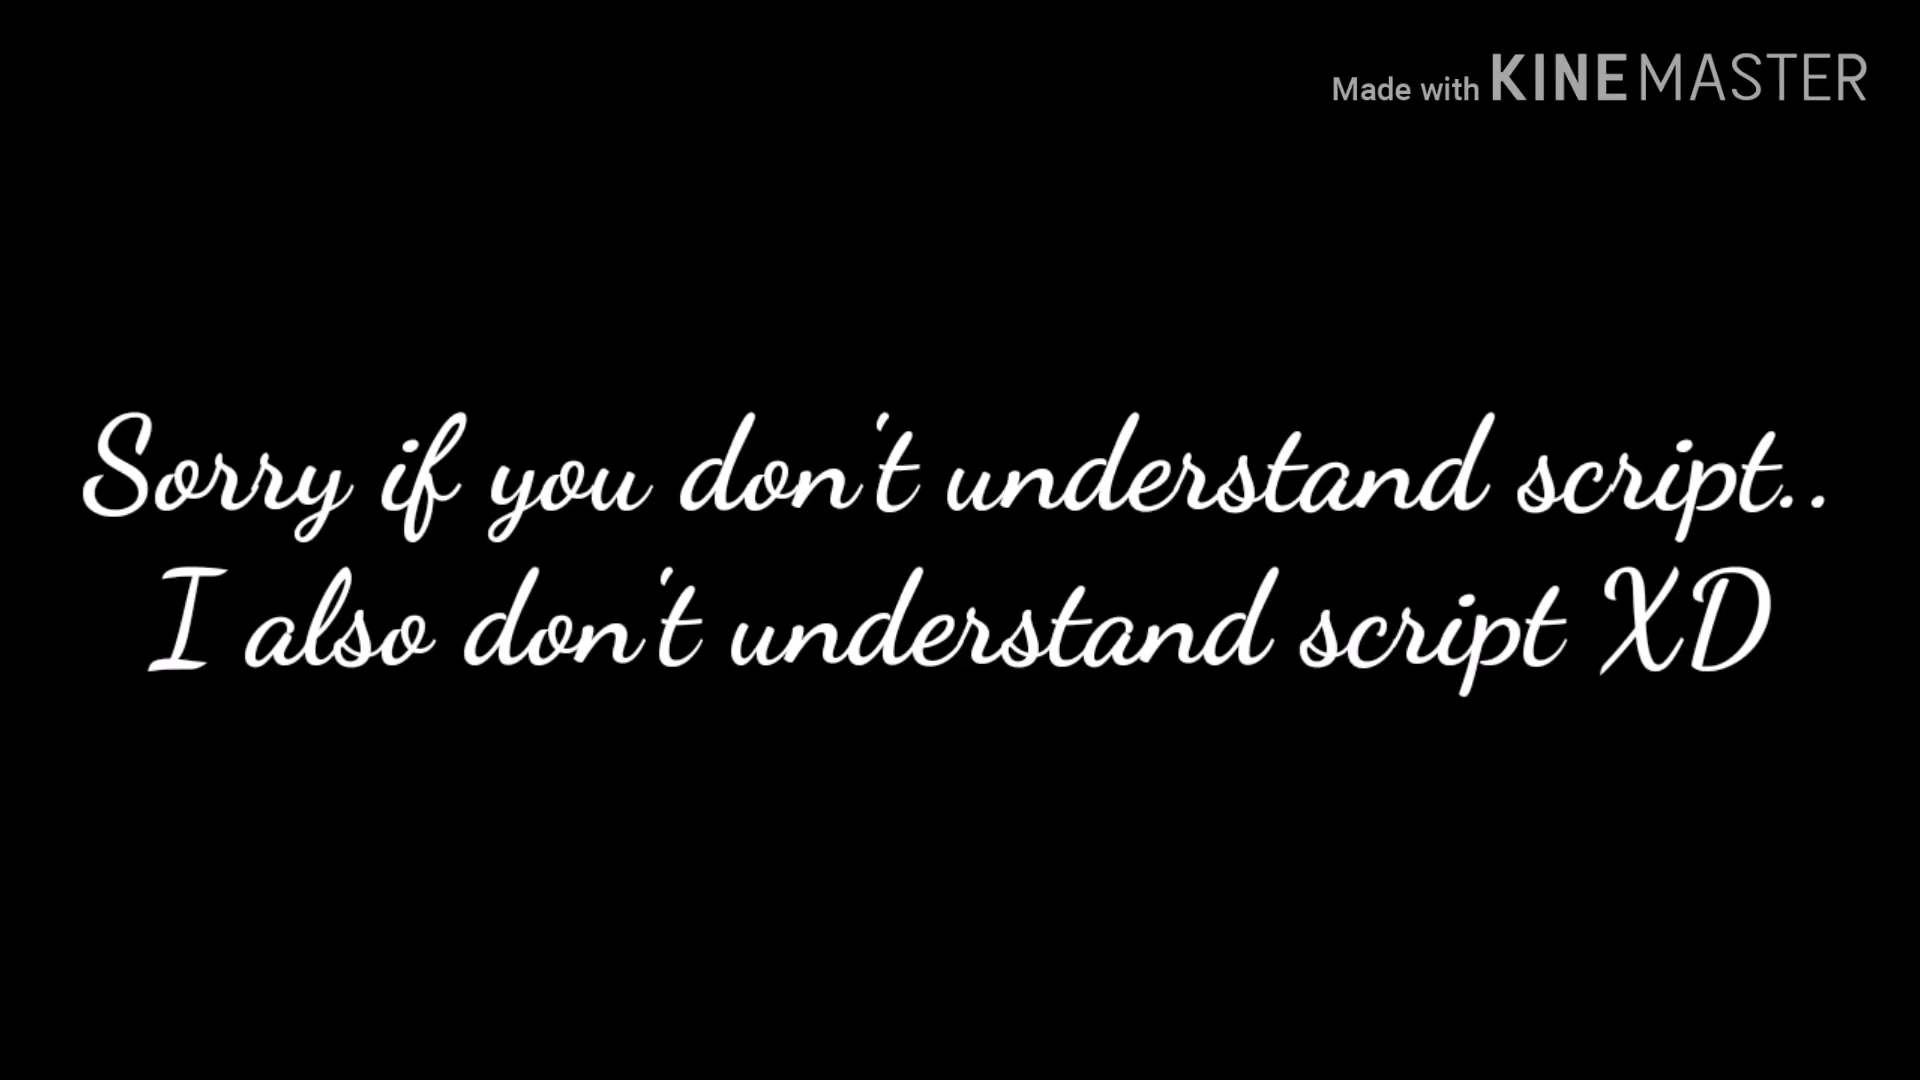 Made with KINEMASTER
Sorry if you don't understand script..
I also don't understand script XD